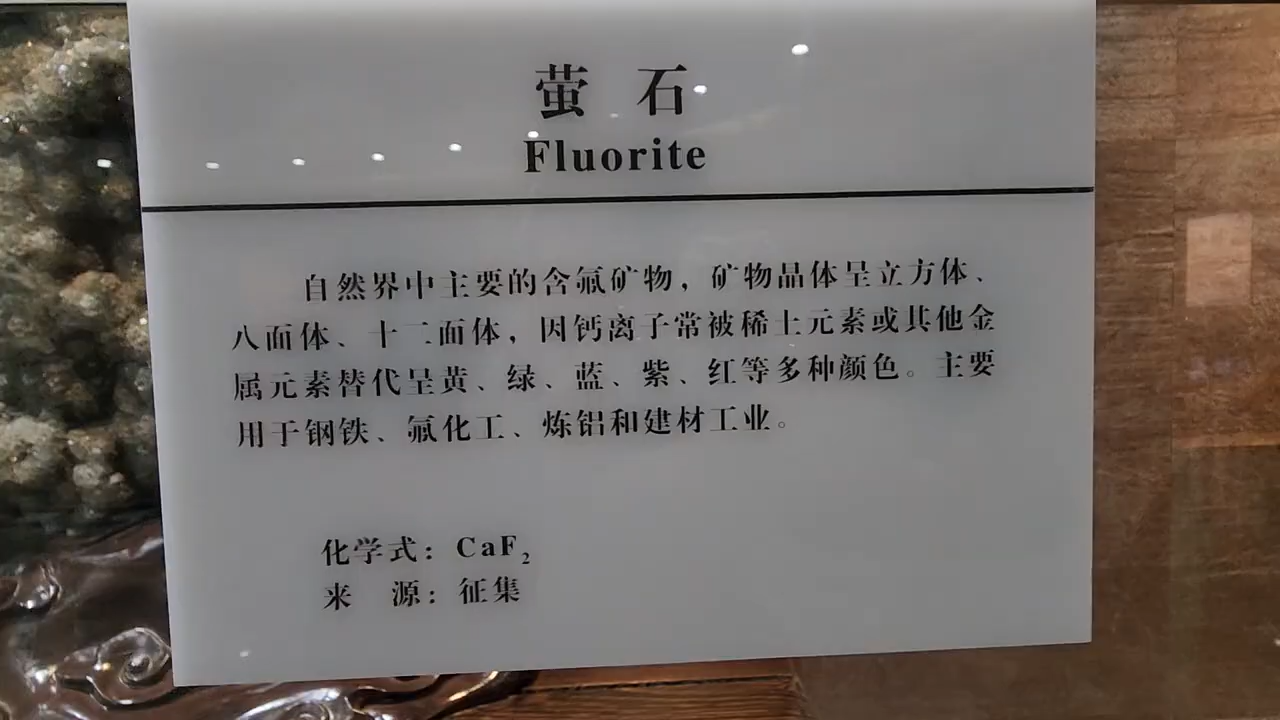 萤 石
Fluorite
自然界中主要的含氟矿物，矿物晶体呈立方体、
八面体、十二面体，因钙离子常被稀土元素或其他金
属元素替代呈黄、绿、蓝、紫、红等多种颜色。主要
用于钢铁、氟化工、炼铝和建材工业。
化学式：CaF₂
来 源：征集